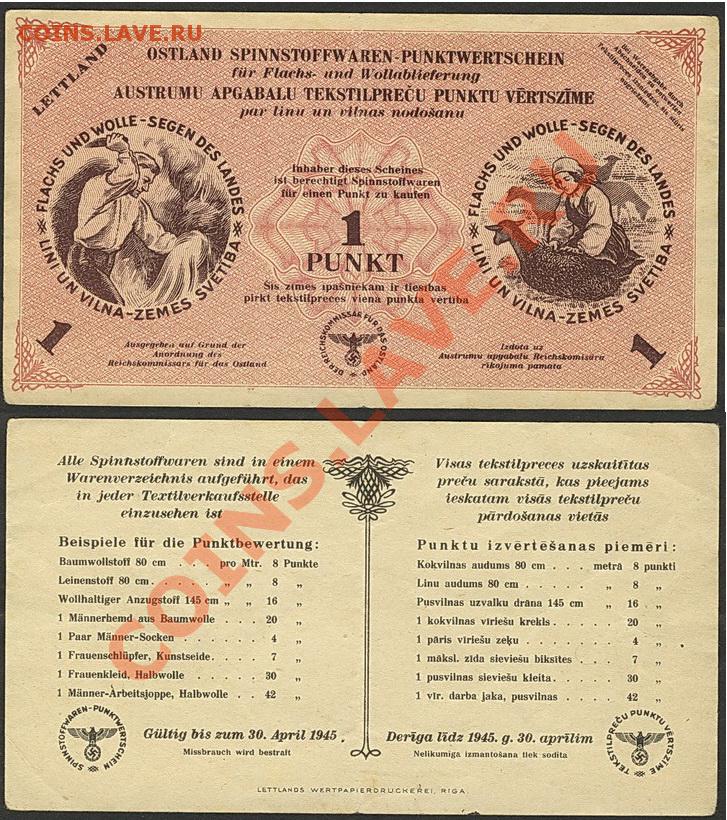 COINS.LAVE.RU
LETTLAND
OSTLAND SPINNSTOFFWAREN-PUNKTWERTSCHEIN
für Flachs- und Wollablieferung
AUSTRUMU APGABALU TEKSTILPREČU PUNKTU VĒRTSZĪME
par linu un vilnas nodošanu
FLACHS UND WOLLE - SEGEN DES LANDES
LINI UN VILNA - ZEMES SVĒTĪBA
Inhaber dieses Scheines
ist berechtigt Spinnstoffwaren
für einen Punkt zu kaufen
1
PUNKT
Šīs zīmes īpašniekam ir tiesības
pirkt tekstilpreces viena punkta vērtībā
FLACHS UND WOLLE - SEGEN DES LANDES
LINI UN VILNA - ZEMES SVĒTĪBA
1
Ausgegeben auf Grund der
Anordnung des
Reichskommissars für das Ostland
DER REICHSKOMMISSAR FÜR DAS OSTLAND
Izdota uz
Austrumu apgabalu Reichskomisāra
rīkojuma pamata
1
COINS.LAVE.RU
Alle Spinnstoffwaren sind in einem
Warenverzeichnis aufgeführt, das
in jeder Textilverkaufsstelle
einzusehen ist
Beispiele für die Punktbewertung:
Baumwollstoff 80 cm . . . . pro Mtr. 8 Punkte
Leinenstoff 80 cm . . . . „ „ 8 „
Wollhaltiger Anzugstoff 145 cm „ „ 16 „
1 Männerhemd aus Baumwolle . . . . 20 „
1 Paar Männer-Socken . . . . . 4 „
1 Frauenschlüpfer, Kunstseide . . . . 7 „
1 Frauenkleid, Halbwolle . . . . 30 „
1 Männer-Arbeitsjoppe, Halbwolle . . . 42 „
SPINNSTOFFWAREN-PUNKTWERTSCHEIN
Gültig bis zum 30. April 1945.
Missbrauch wird bestraft
Visas tekstilpreces uzskaitītas
preču sarakstā, kas pieejams
ieskatam visās tekstilpreču
pārdošanas vietās
Punktu izvērtēšanas piemēri:
Kokvilnas audums 80 cm . . . . metrā 8 punkti
Linu audums 80 cm . . . . . „ 8 „
Pusvilnas uzvalku drāna 145 cm „ 16 „
1 kokvilnas vīriešu krekls . . . . . 20 „
1 pāris vīriešu zeķu . . . . . 4 „
1 māksl. zīda sieviešu biksītes . . . 7 „
1 pusvilnas sieviešu kleita . . . . 30 „
1 vīr. darba jaka, pusvilnas . . . . 42 „
Derīga līdz 1945. g. 30. aprīlim
Nelikumīga izmantošana tiek sodīta
TEKSTILPREČU PUNKTU VĒRTSZĪME
LETTLANDS WERTPAPIERDRUCKEREI, RIGA